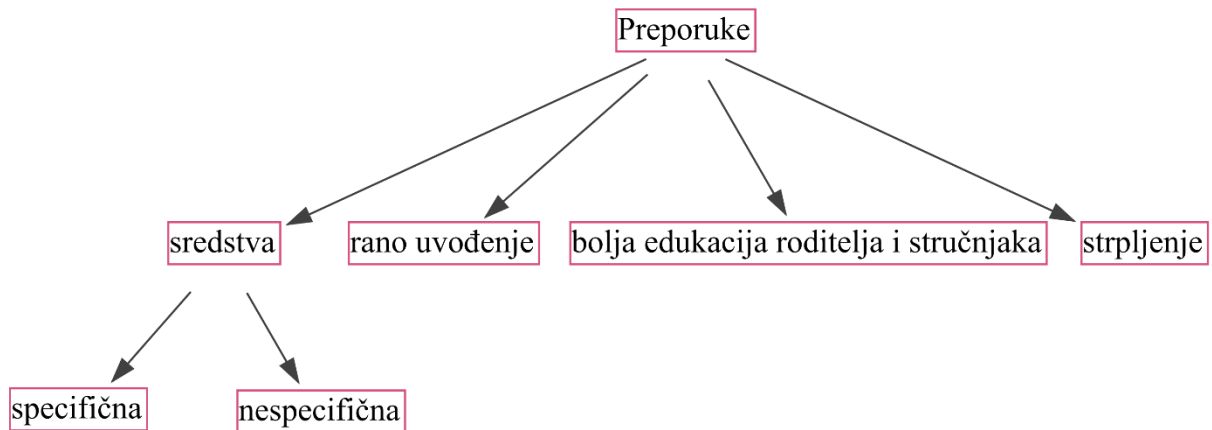 Preporuke
sredstva
rano uvođenje
bolja edukacija roditelja i stručnjaka
strpljenje
specifična
nespecifična